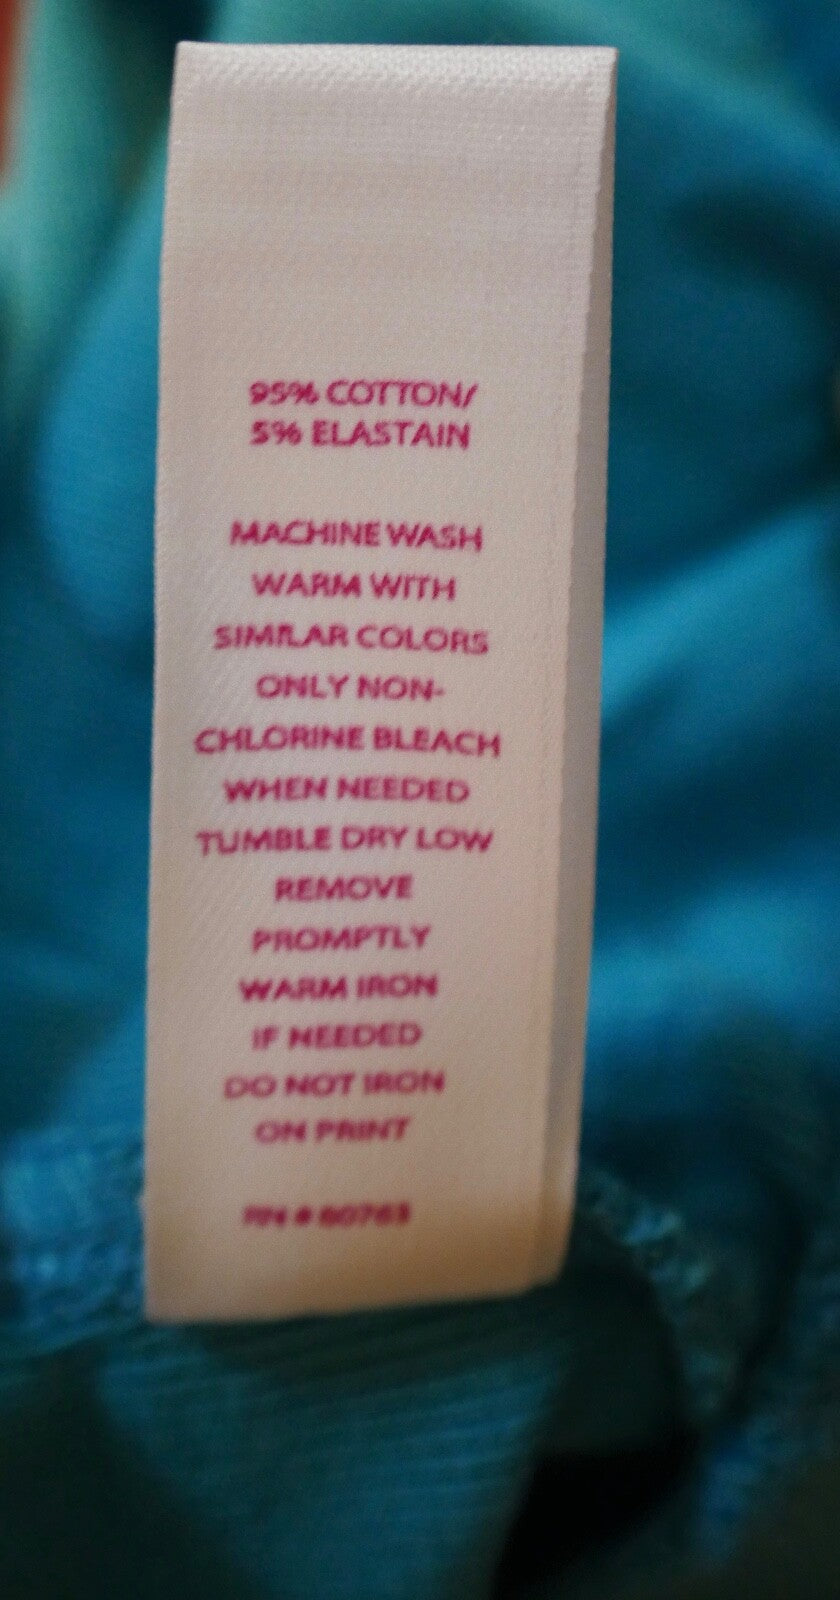 95% COTTON/
5% ELASTAIN
MACHINE WASH
WARM WITH
SIMILAR COLORS
ONLY NON-
CHLORINE BLEACH
WHEN NEEDED
TUMBLE DRY LOW
REMOVE
PROMPTLY
WARM IRON
IF NEEDED
DO NOT IRON
ON PRINT
RN #